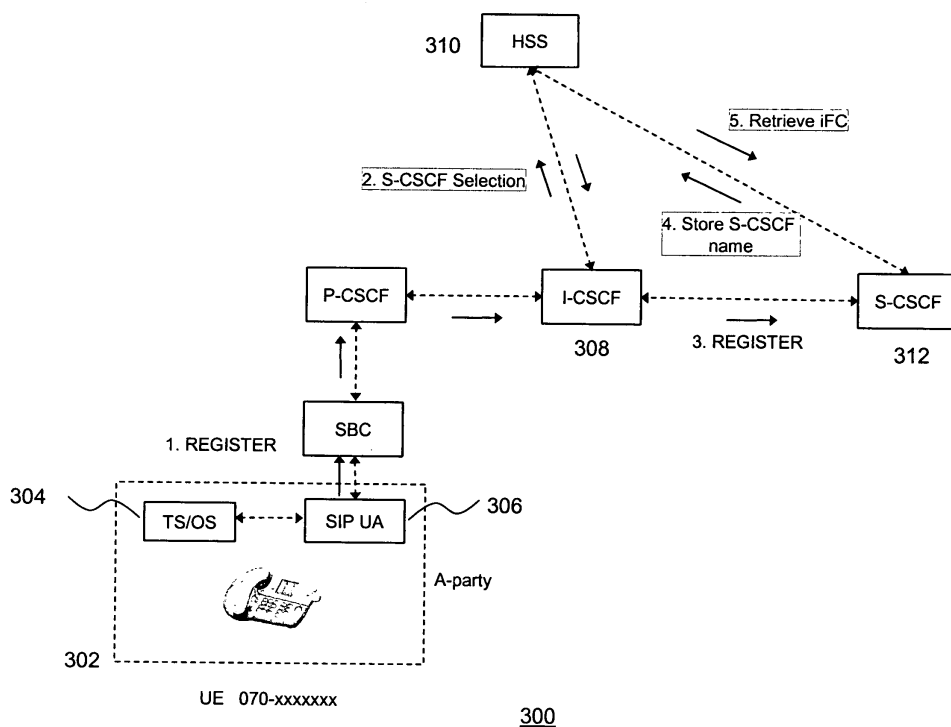 310
HSS
5. Retrieve iFC
2. S-CSCF Selection
4. Store S-CSCF
name
P-CSCF
I-CSCF
S-CSCF
308
3. REGISTER
312
SBC
1. REGISTER
304
306
TS/OS
SIP UA
A-party
302
UE 070-xxxxxxx
300